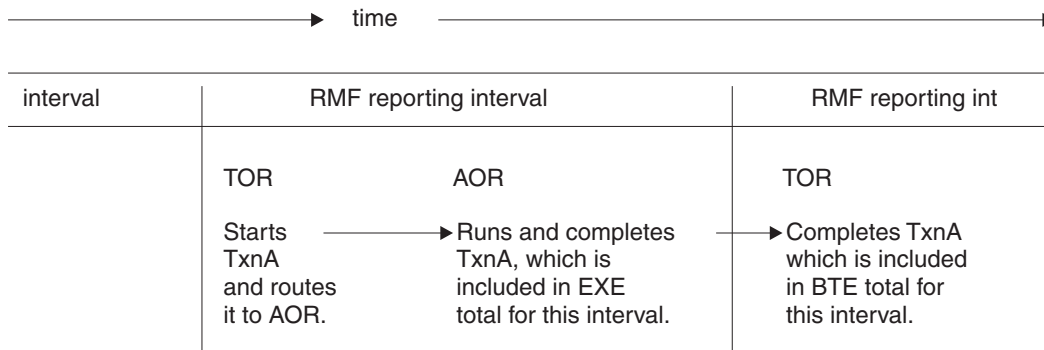 time
interval RMF reporting interval RMF reporting int
TOR AOR TOR
Starts Runs and completes Completes TxnA
TxnA TxnA, which is which is included
and routes included in EXE in BTE total for
it to AOR. total for this interval. this interval.